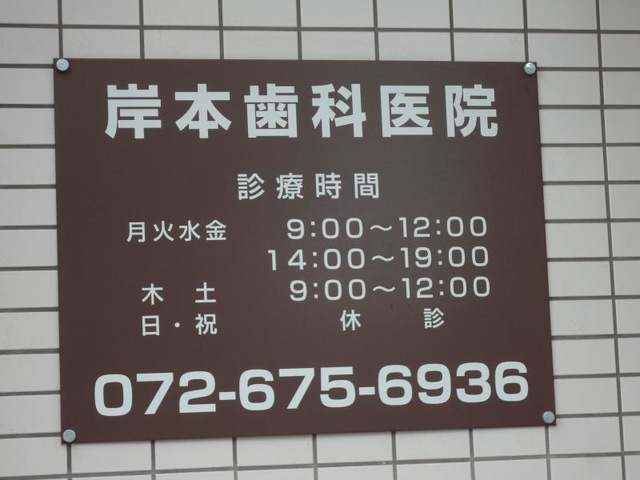 岸本歯科医院
診療時間
月火水金 9:00～12:00
14:00～19:00
木 土 9:00～12:00
日・祝 休 診
072-675-6936